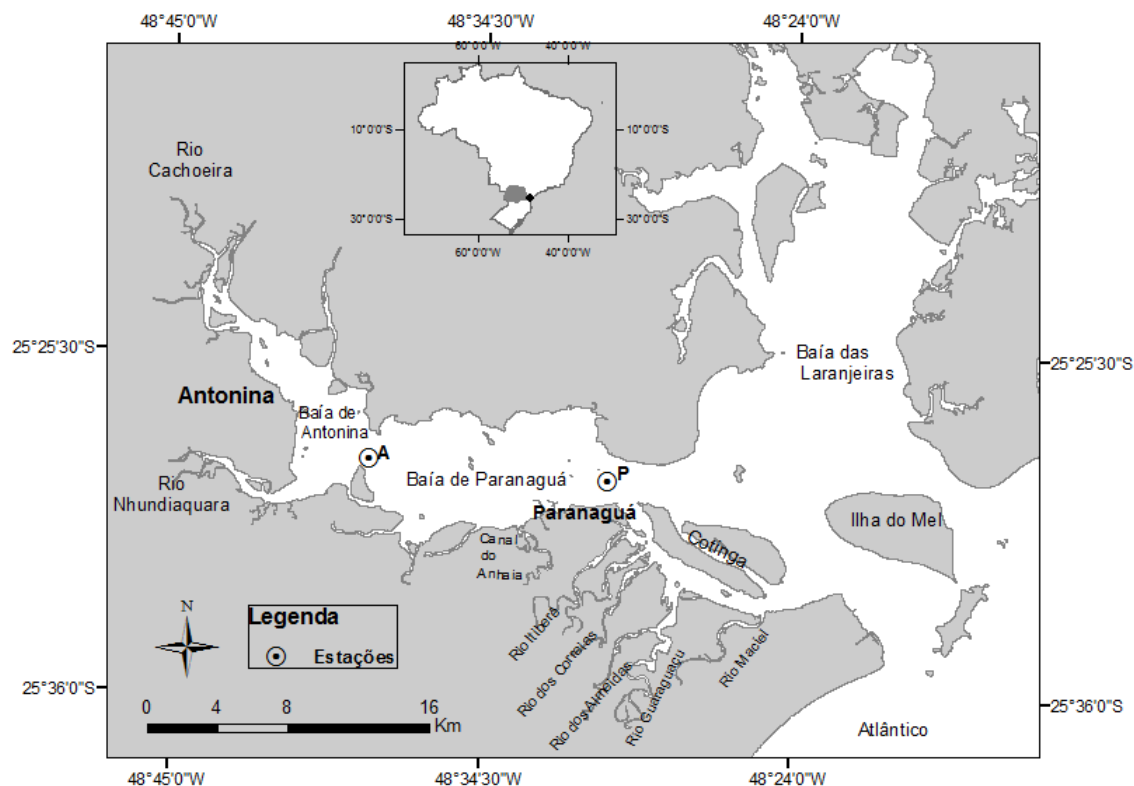 48°45'0"W
48°34'30"W
48°24'0"W
60°0'0"W
40°0'0"W
10°0'0"S
10°0'0"S
30°0'0"S
30°0'0"S
60°0'0"W
40°0'0"W
Rio
Cachoeira
25°25'30"S
25°25'30"S
Baía das
Laranjeiras
Antonina
Baía de
Antonina
A
Baía de Paranaguá
P
Rio
Nhundiaquara
Paranaguá
Ilha do Mel
Canal
do
Anhaia
Cotinga
N
Legenda
Estações
Rio Itiberê
Rio dos Correias
Rio dos Almeidas
Rio Guaraguaçu
Rio Maciel
25°36'0"S
25°36'0"S
0 4 8 16
Km
Atlântico
48°45'0"W
48°34'30"W
48°24'0"W